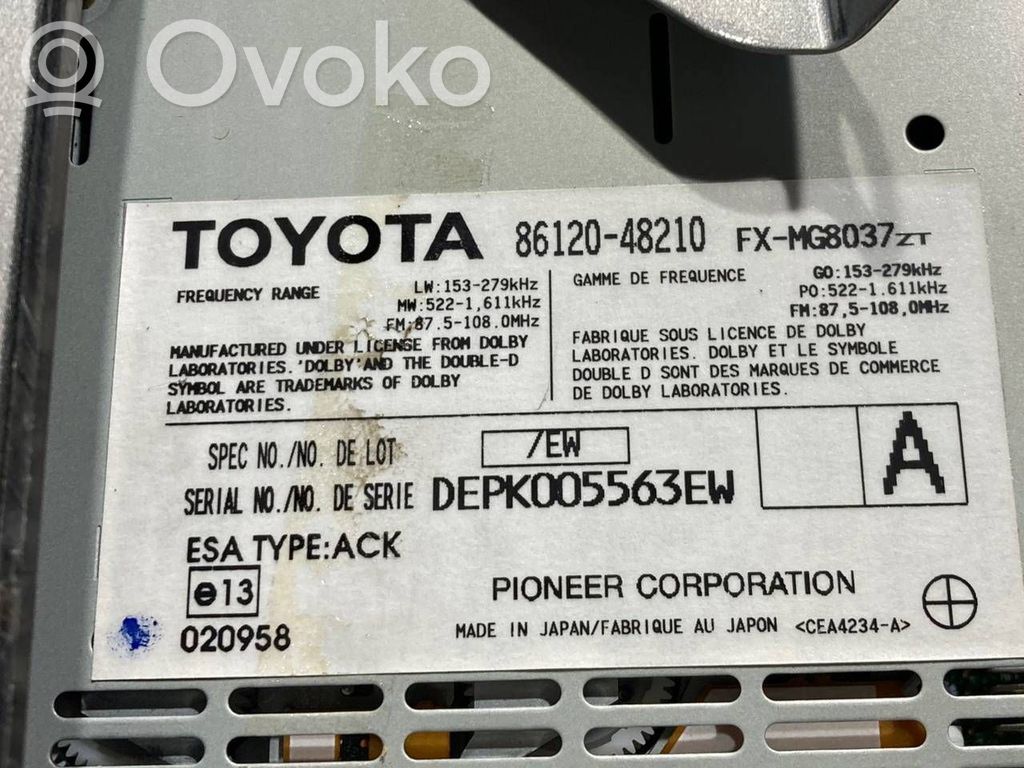 Ovoko
TOYOTA 86120-48210 FX-MG8037ZT
FREQUENCY RANGE LW:153-279kHz
MW:522-1,611kHz
FM:87.5-108.0MHz
MANUFACTURED UNDER LICENSE FROM DOLBY
LABORATORIES. 'DOLBY' AND THE DOUBLE-D
SYMBOL ARE TRADEMARKS OF DOLBY
LABORATORIES.
GAMME DE FREQUENCE GO:153-279kHz
PO:522-1.611kHz
FM:87,5-108,0MHz
FABRIQUE SOUS LICENCE DE DOLBY
LABORATORIES. DOLBY ET LE SYMBOLE
DOUBLE D SONT DES MARQUES DE COMMERCE
DE DOLBY LABORATORIES.
SPEC NO./NO. DE LOT /EW
SERIAL NO./NO. DE SERIE DEPK005563EW
A
ESA TYPE:ACK
e13
020958
PIONEER CORPORATION
MADE IN JAPAN/FABRIQUE AU JAPON <CEA4234-A>